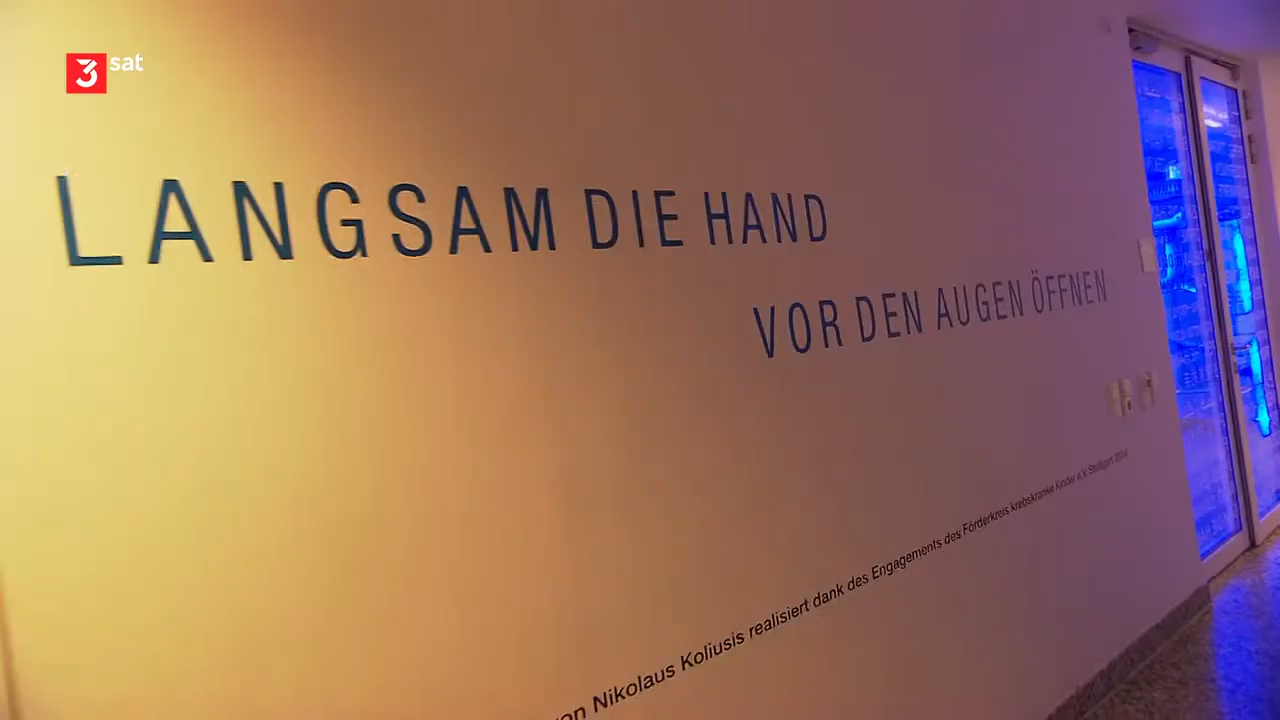 3sat
LANGSAM DIE HAND
VOR DEN AUGEN ÖFFNEN
Nikolaus Koliusis realisiert dank des Engagements des Förderkreis krebskranke Kinder e.V. Stuttgart 2014